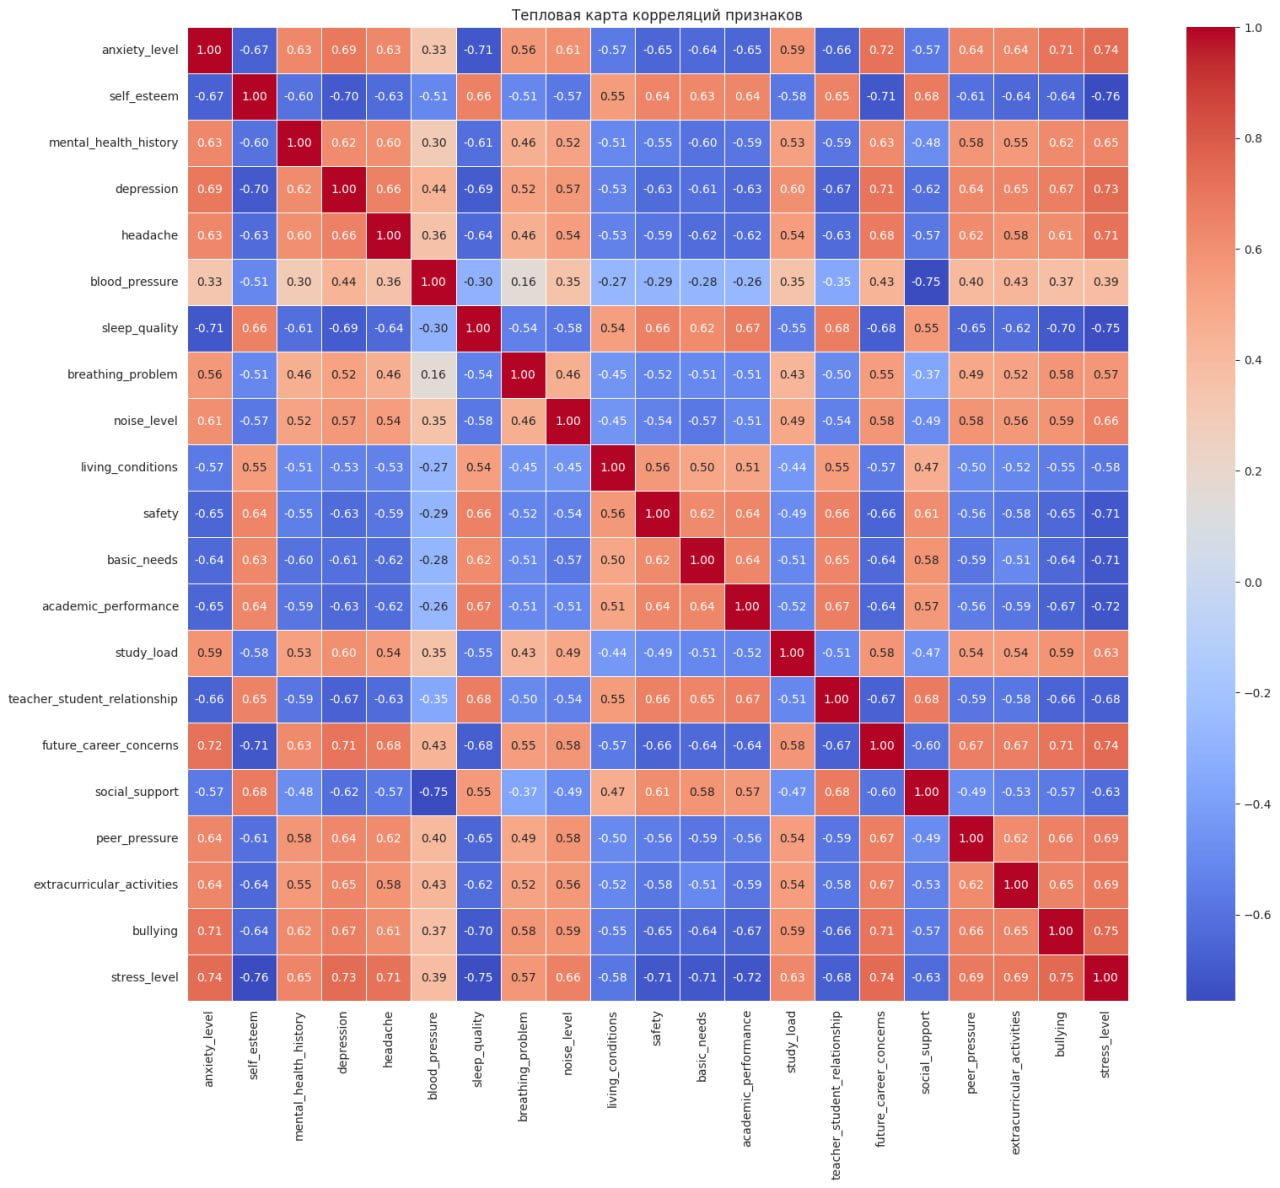 Тепловая карта корреляций признаков
anxiety_level 1.00 -0.67 0.63 0.69 0.63 0.33 -0.71 0.56 0.61 -0.57 -0.65 -0.64 -0.65 0.59 -0.66 0.72 -0.57 0.64 0.64 0.71 0.74
self_esteem -0.67 1.00 -0.60 -0.70 -0.63 -0.51 0.66 -0.51 -0.57 0.55 0.64 0.63 0.64 -0.58 0.65 -0.71 0.68 -0.61 -0.64 -0.64 -0.76
mental_health_history 0.63 -0.60 1.00 0.62 0.60 0.30 -0.61 0.46 0.52 -0.51 -0.55 -0.60 -0.59 0.53 -0.59 0.63 -0.48 0.58 0.55 0.62 0.65
depression 0.69 -0.70 0.62 1.00 0.66 0.44 -0.69 0.52 0.57 -0.53 -0.63 -0.61 -0.63 0.60 -0.67 0.71 -0.62 0.64 0.65 0.67 0.73
headache 0.63 -0.63 0.60 0.66 1.00 0.36 -0.64 0.46 0.54 -0.53 -0.59 -0.62 -0.62 0.54 -0.63 0.68 -0.57 0.62 0.58 0.61 0.71
blood_pressure 0.33 -0.51 0.30 0.44 0.36 1.00 -0.30 0.16 0.35 -0.27 -0.29 -0.28 -0.26 0.35 -0.35 0.43 -0.75 0.40 0.43 0.37 0.39
sleep_quality -0.71 0.66 -0.61 -0.69 -0.64 -0.30 1.00 -0.54 -0.58 0.54 0.66 0.62 0.67 -0.55 0.68 -0.68 0.55 -0.65 -0.62 -0.70 -0.75
breathing_problem 0.56 -0.51 0.46 0.52 0.46 0.16 -0.54 1.00 0.46 -0.45 -0.52 -0.51 -0.51 0.43 -0.50 0.55 -0.37 0.49 0.52 0.58 0.57
noise_level 0.61 -0.57 0.52 0.57 0.54 0.35 -0.58 0.46 1.00 -0.45 -0.54 -0.57 -0.51 0.49 -0.54 0.58 -0.49 0.58 0.56 0.59 0.66
living_conditions -0.57 0.55 -0.51 -0.53 -0.53 -0.27 0.54 -0.45 -0.45 1.00 0.56 0.50 0.51 -0.44 0.55 -0.57 0.47 -0.50 -0.52 -0.55 -0.58
safety -0.65 0.64 -0.55 -0.63 -0.59 -0.29 0.66 -0.52 -0.54 0.56 1.00 0.62 0.64 -0.49 0.66 -0.66 0.61 -0.56 -0.58 -0.65 -0.71
basic_needs -0.64 0.63 -0.60 -0.61 -0.62 -0.28 0.62 -0.51 -0.57 0.50 0.62 1.00 0.64 -0.51 0.65 -0.64 0.58 -0.59 -0.51 -0.64 -0.71
academic_performance -0.65 0.64 -0.59 -0.63 -0.62 -0.26 0.67 -0.51 -0.51 0.51 0.64 0.64 1.00 -0.52 0.67 -0.64 0.57 -0.56 -0.59 -0.67 -0.72
study_load 0.59 -0.58 0.53 0.60 0.54 0.35 -0.55 0.43 0.49 -0.44 -0.49 -0.51 -0.52 1.00 -0.51 0.58 -0.47 0.54 0.54 0.59 0.63
teacher_student_relationship -0.66 0.65 -0.59 -0.67 -0.63 -0.35 0.68 -0.50 -0.54 0.55 0.66 0.65 0.67 -0.51 1.00 -0.67 0.68 -0.59 -0.58 -0.66 -0.68
future_career_concerns 0.72 -0.71 0.63 0.71 0.68 0.43 -0.68 0.55 0.58 -0.57 -0.66 -0.64 -0.64 0.58 -0.67 1.00 -0.60 0.67 0.67 0.71 0.74
social_support -0.57 0.68 -0.48 -0.62 -0.57 -0.75 0.55 -0.37 -0.49 0.47 0.61 0.58 0.57 -0.47 0.68 -0.60 1.00 -0.49 -0.53 -0.57 -0.63
peer_pressure 0.64 -0.61 0.58 0.64 0.62 0.40 -0.65 0.49 0.58 -0.50 -0.56 -0.59 -0.56 0.54 -0.59 0.67 -0.49 1.00 0.62 0.66 0.69
extracurricular_activities 0.64 -0.64 0.55 0.65 0.58 0.43 -0.62 0.52 0.56 -0.52 -0.58 -0.51 -0.59 0.54 -0.58 0.67 -0.53 0.62 1.00 0.65 0.69
bullying 0.71 -0.64 0.62 0.67 0.61 0.37 -0.70 0.58 0.59 -0.55 -0.65 -0.64 -0.67 0.59 -0.66 0.71 -0.57 0.66 0.65 1.00 0.75
stress_level 0.74 -0.76 0.65 0.73 0.71 0.39 -0.75 0.57 0.66 -0.58 -0.71 -0.71 -0.72 0.63 -0.68 0.74 -0.63 0.69 0.69 0.75 1.00
anxiety_level
self_esteem
mental_health_history
depression
headache
blood_pressure
sleep_quality
breathing_problem
noise_level
living_conditions
safety
basic_needs
academic_performance
study_load
teacher_student_relationship
future_career_concerns
social_support
peer_pressure
extracurricular_activities
bullying
stress_level
1.0
0.8
0.6
0.4
0.2
0.0
−0.2
−0.4
−0.6